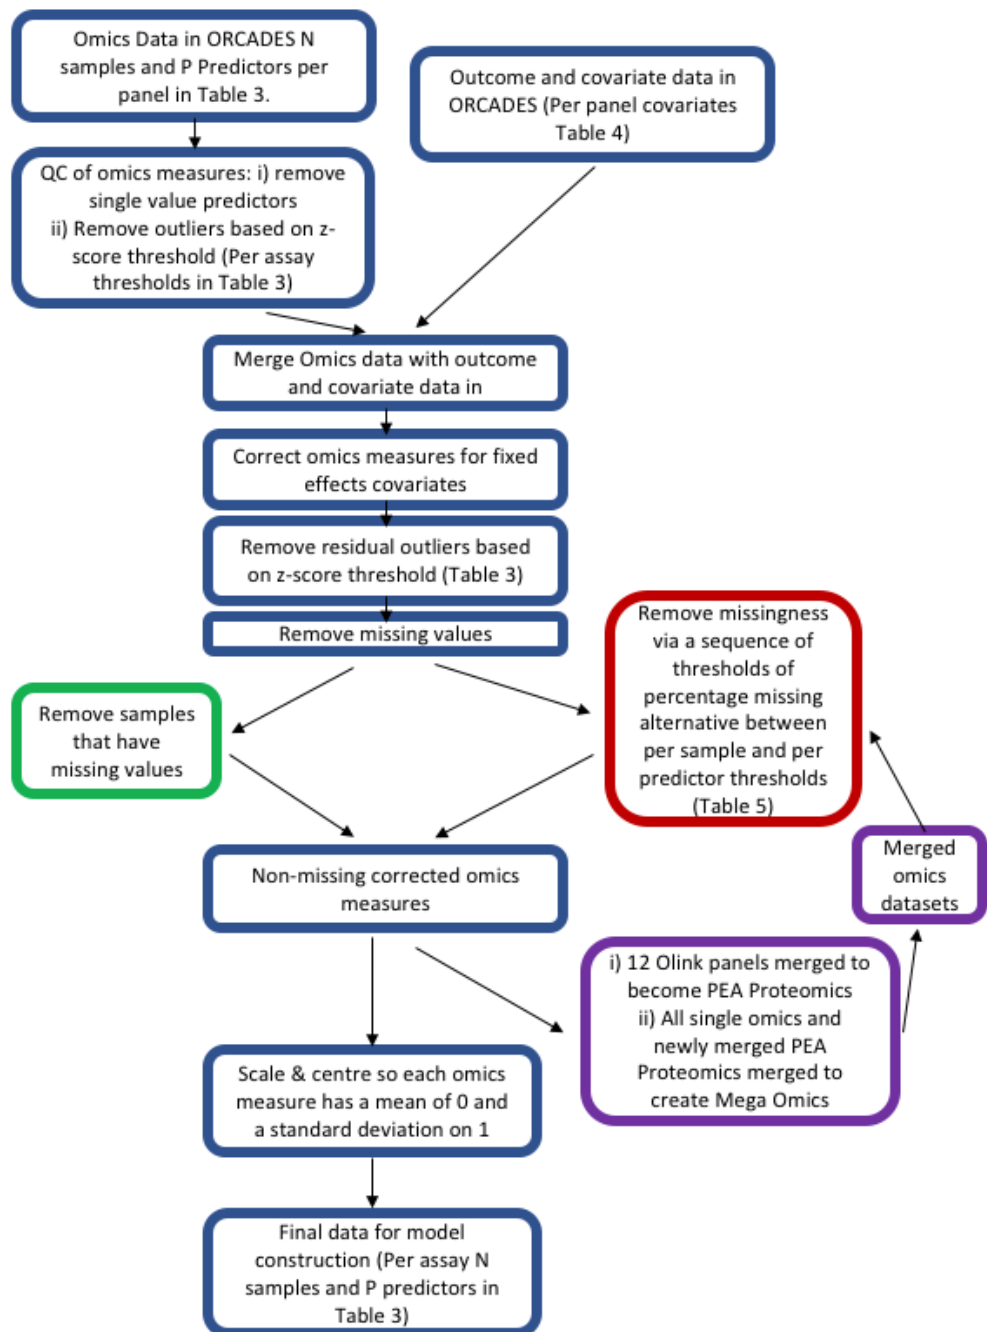 Omics Data in ORCADES N
samples and P Predictors per
panel in Table 3.
Outcome and covariate data in
ORCADES (Per panel covariates
Table 4)
QC of omics measures: i) remove
single value predictors
ii) Remove outliers based on z-
score threshold (Per assay
thresholds in Table 3)
Merge Omics data with outcome
and covariate data in
Correct omics measures for fixed
effects covariates
Remove residual outliers based
on z-score threshold (Table 3)
Remove missing values
Remove missingness
via a sequence of
thresholds of
percentage missing
alternative between
per sample and per
predictor thresholds
(Table 5)
Remove samples
that have
missing values
Merged
omics
datasets
Non-missing corrected omics
measures
i) 12 Olink panels merged to
become PEA Proteomics
ii) All single omics and
newly merged PEA
Proteomics merged to
create Mega Omics
Scale & centre so each omics
measure has a mean of 0 and
a standard deviation on 1
Final data for model
construction (Per assay N
samples and P predictors in
Table 3)